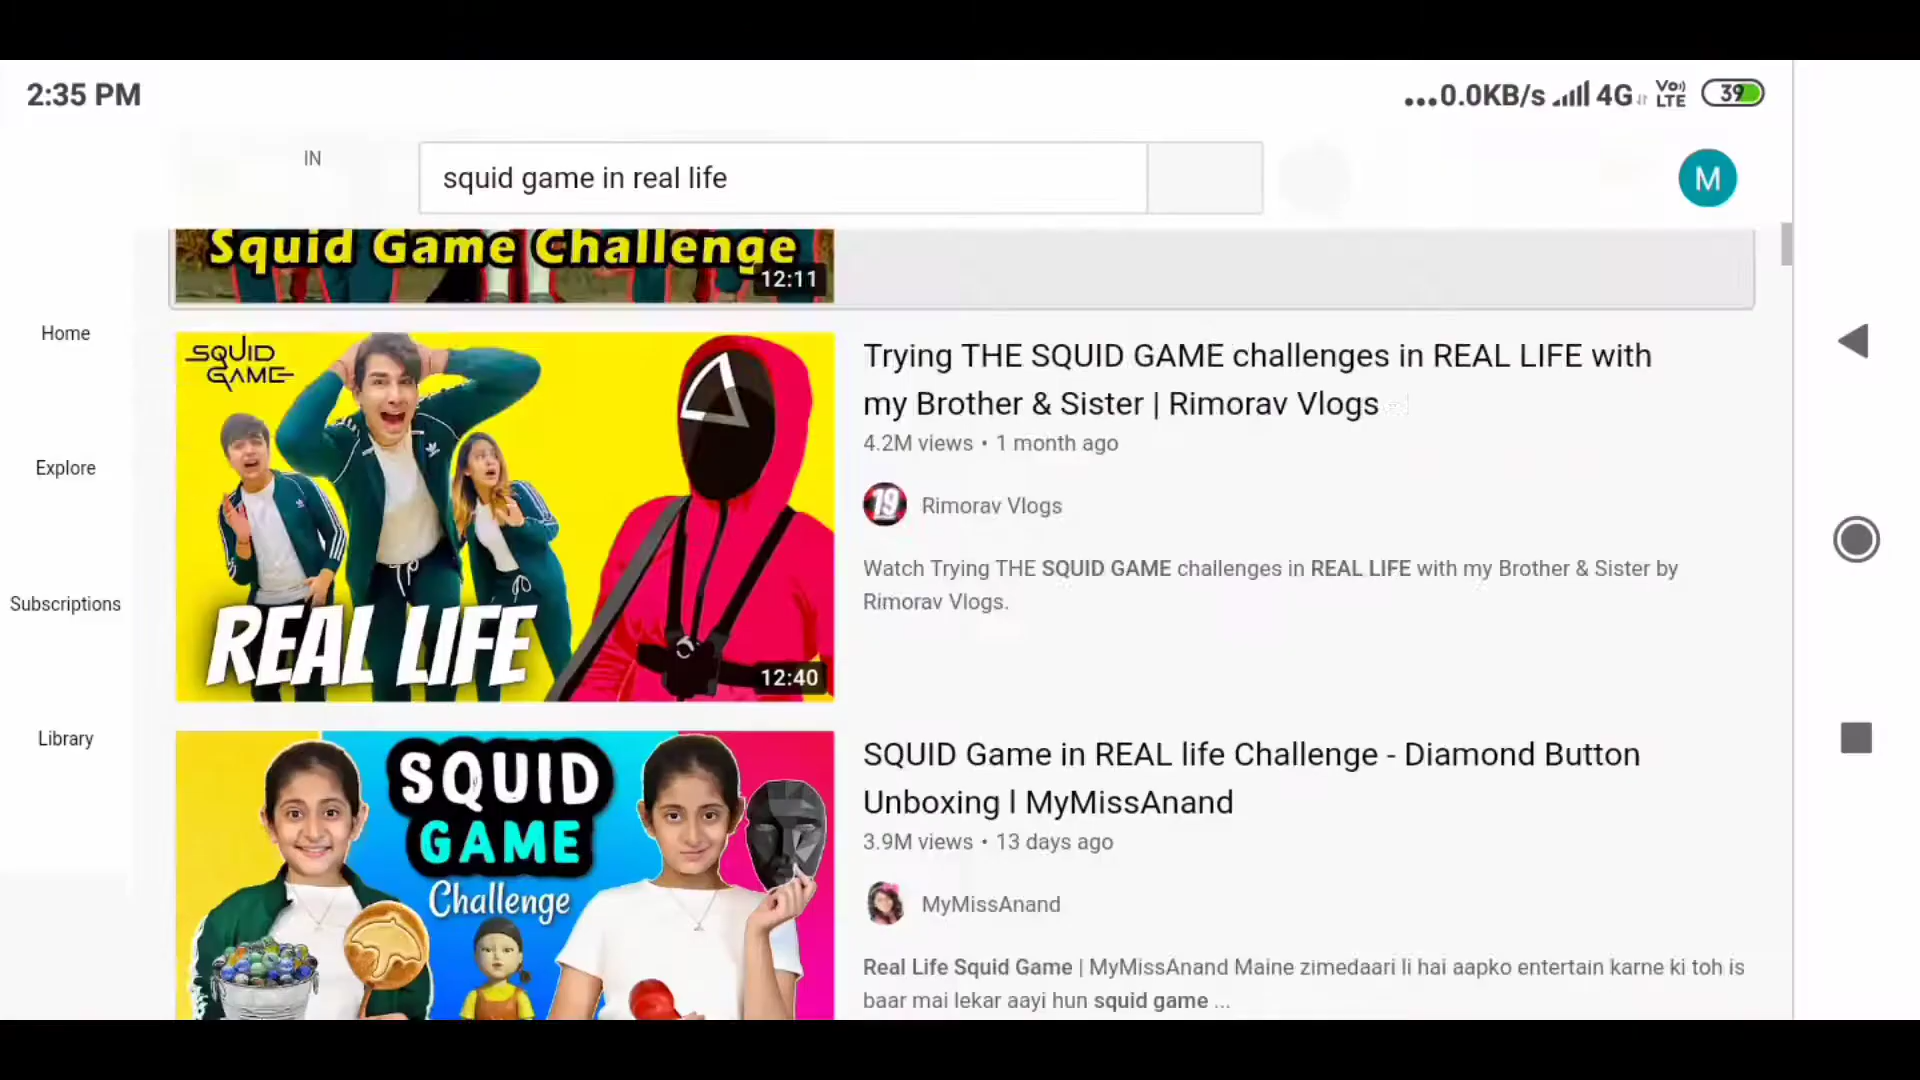 2:35 PM
...0.0KB/s 4G VoLTE 39
IN
squid game in real life
M
Squid Game Challenge
12:11
Home
Explore
Subscriptions
Library
SQUID
GAME
REAL LIFE
12:40
Trying THE SQUID GAME challenges in REAL LIFE with
my Brother & Sister | Rimorav Vlogs
4.2M views • 1 month ago
19
Rimorav Vlogs
Watch Trying THE SQUID GAME challenges in REAL LIFE with my Brother & Sister by
Rimorav Vlogs.
SQUID
GAME
Challenge
SQUID Game in REAL life Challenge - Diamond Button
Unboxing l MyMissAnand
3.9M views • 13 days ago
MyMissAnand
Real Life Squid Game | MyMissAnand Maine zimedaari li hai aapko entertain karne ki toh is
baar mai lekar aayi hun squid game ...